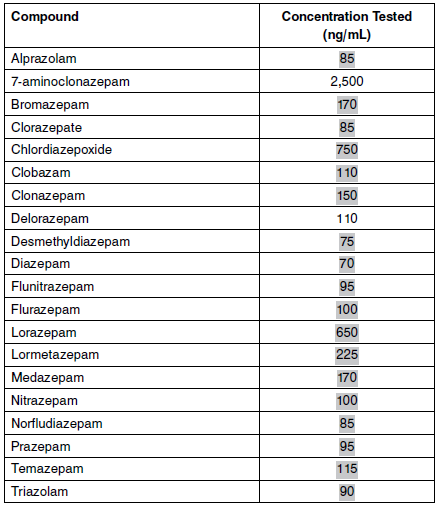 Compound Concentration Tested
(ng/mL)
Alprazolam 85
7-aminoclonazepam 2,500
Bromazepam 170
Clorazepate 85
Chlordiazepoxide 750
Clobazam 110
Clonazepam 150
Delorazepam 110
Desmethyldiazepam 75
Diazepam 70
Flunitrazepam 95
Flurazepam 100
Lorazepam 650
Lormetazepam 225
Medazepam 170
Nitrazepam 100
Norfludiazepam 85
Prazepam 95
Temazepam 115
Triazolam 90